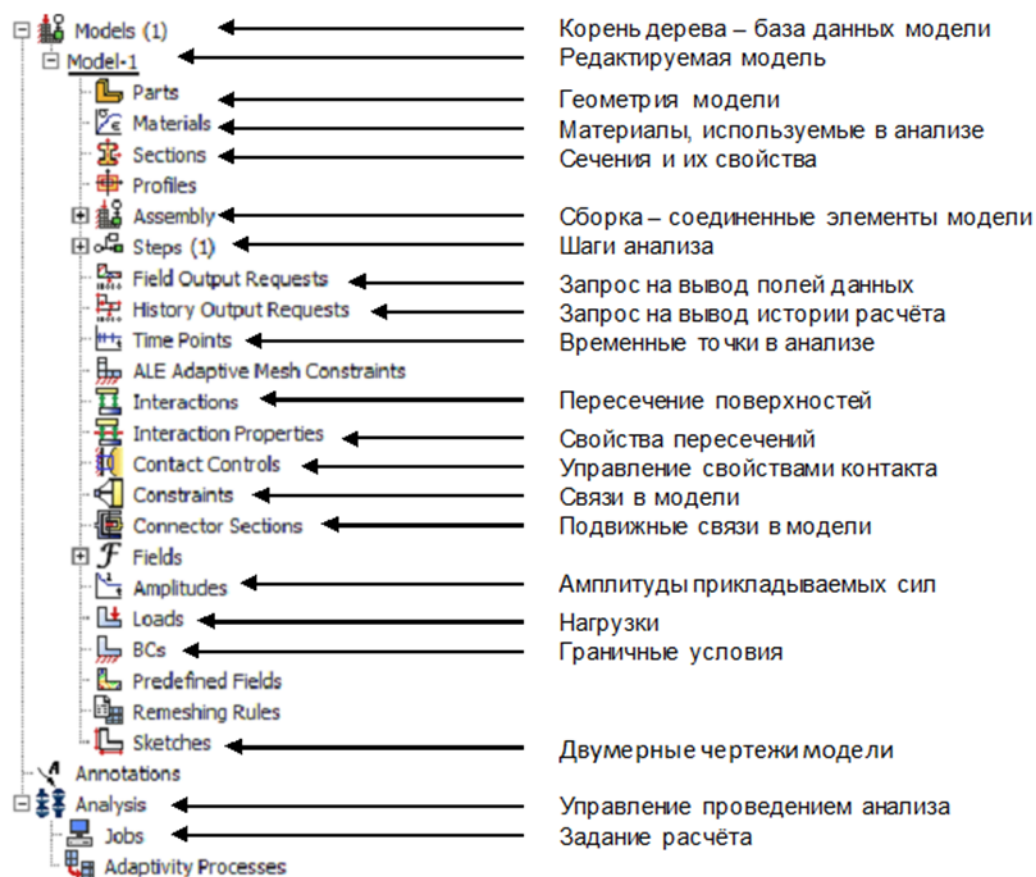 Models (1) Корень дерева – база данных модели
Model-1 Редактируемая модель
Parts Геометрия модели
Materials Материалы, используемые в анализе
Sections Сечения и их свойства
Profiles
Assembly Сборка – соединенные элементы модели
Steps (1) Шаги анализа
Field Output Requests Запрос на вывод полей данных
History Output Requests Запрос на вывод истории расчёта
Time Points Временные точки в анализе
ALE Adaptive Mesh Constraints
Interactions Пересечение поверхностей
Interaction Properties Свойства пересечений
Contact Controls Управление свойствами контакта
Constraints Связи в модели
Connector Sections Подвижные связи в модели
Fields
Amplitudes Амплитуды прикладываемых сил
Loads Нагрузки
BCs Граничные условия
Predefined Fields
Remeshing Rules
Sketches Двумерные чертежи модели
Annotations
Analysis Управление проведением анализа
Jobs Задание расчёта
Adaptivity Processes